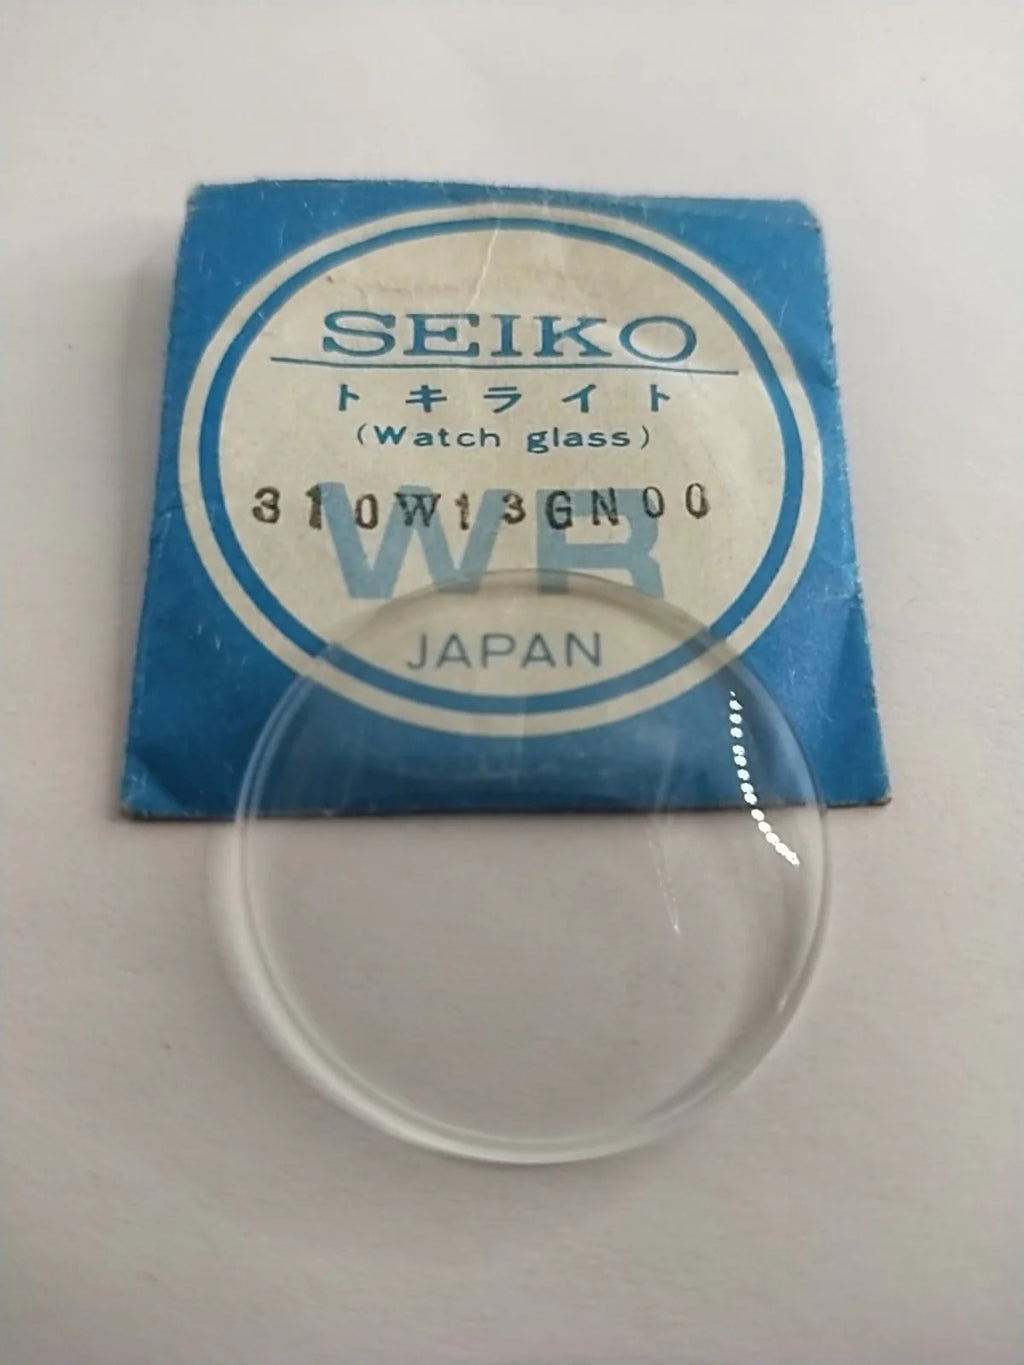 SEIKO
トキライト
(Watch glass)
310W13GN00
WR
JAPAN